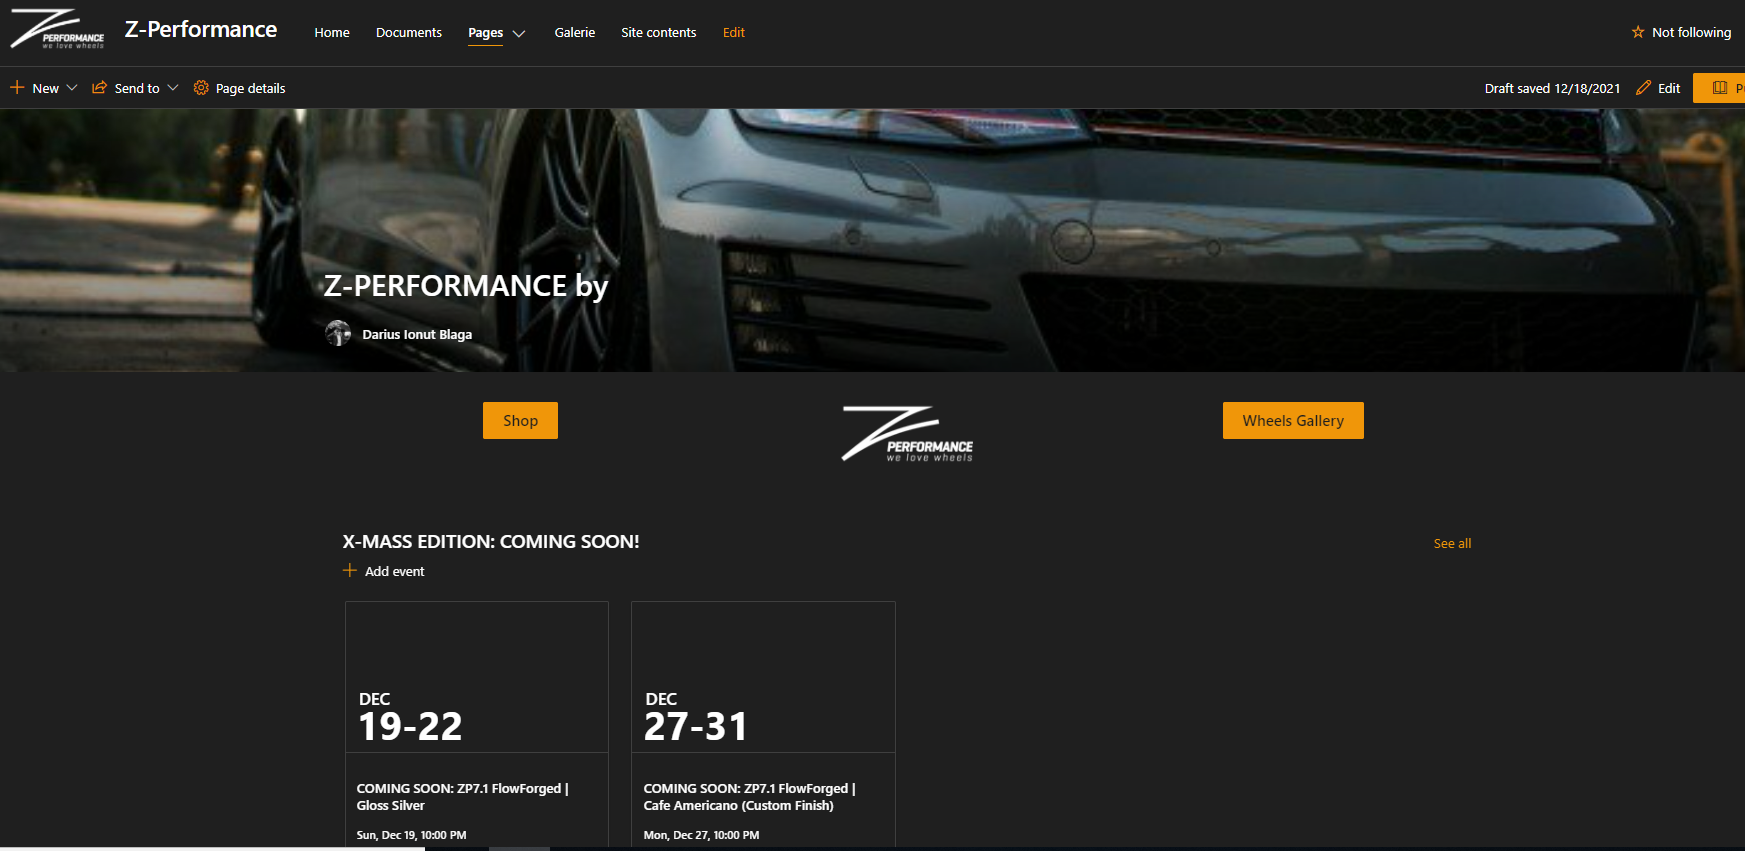 PERFORMANCE
we love wheels
Z-Performance
Home
Documents
Pages
Galerie
Site contents
Edit
Not following
New
Send to
Page details
Draft saved 12/18/2021
Edit
Z-PERFORMANCE by
Darius Ionut Blaga
Shop
PERFORMANCE
we love wheels
Wheels Gallery
X-MASS EDITION: COMING SOON!
See all
Add event
DEC
19-22
COMING SOON: ZP7.1 FlowForged |
Gloss Silver
Sun, Dec 19, 10:00 PM
DEC
27-31
COMING SOON: ZP7.1 FlowForged |
Cafe Americano (Custom Finish)
Mon, Dec 27, 10:00 PM